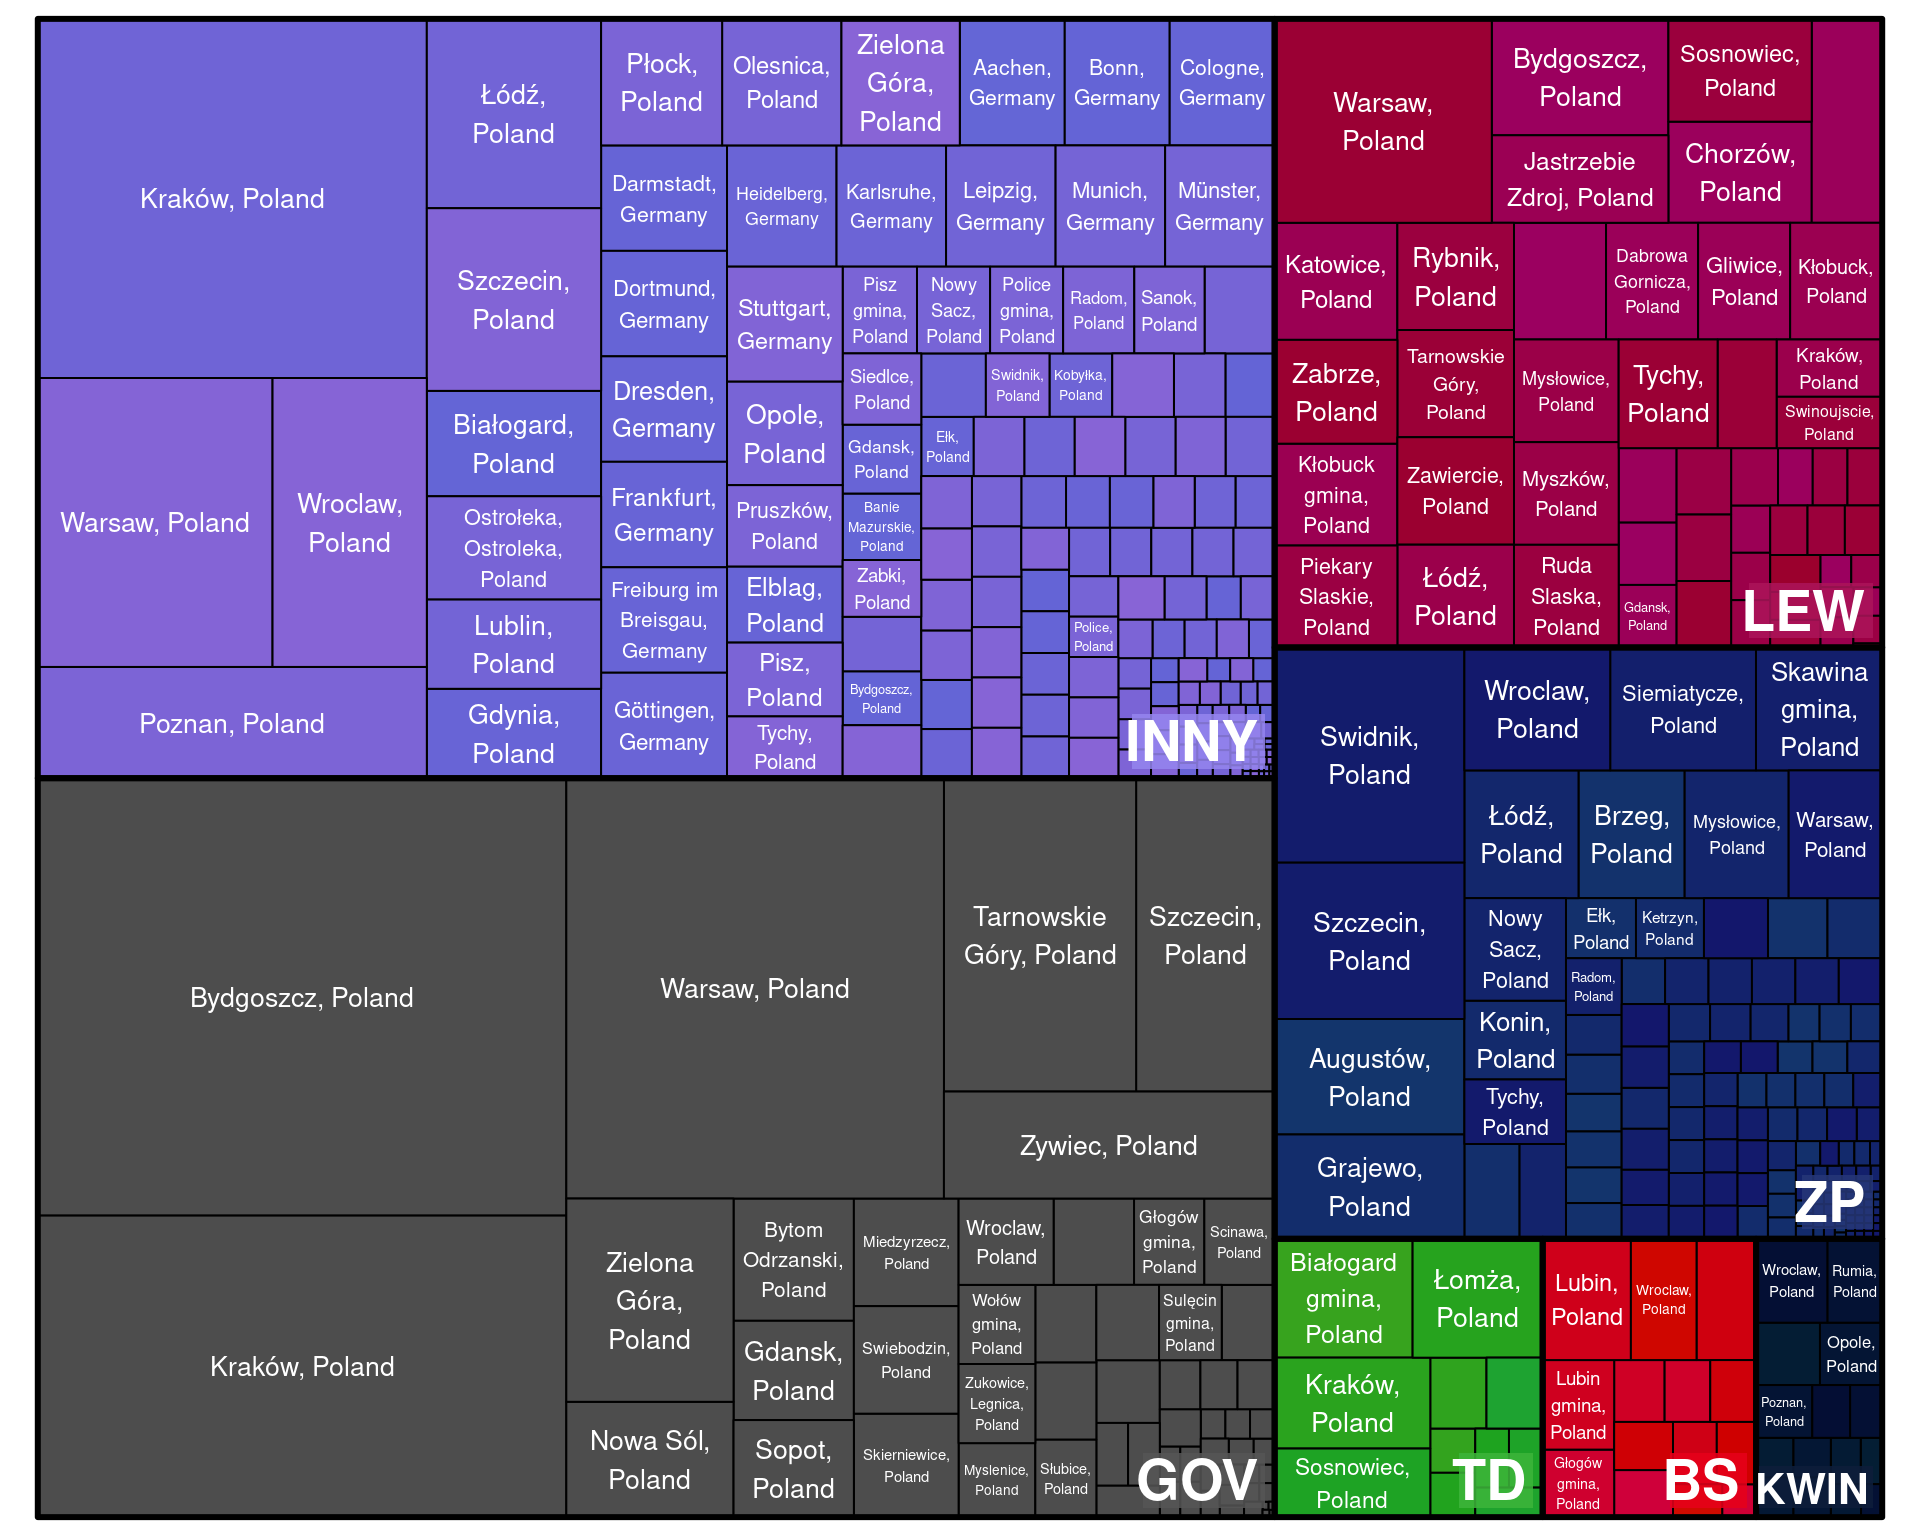 Kraków, Poland
Warsaw, Poland
Wroclaw,
Poland
Poznan, Poland
Łódź,
Poland
Szczecin,
Poland
Białogard,
Poland
Ostrołeka,
Ostroleka,
Poland
Lublin,
Poland
Gdynia,
Poland
Płock,
Poland
Olesnica,
Poland
Zielona
Góra,
Poland
Aachen,
Germany
Bonn,
Germany
Cologne,
Germany
Darmstadt,
Germany
Heidelberg,
Germany
Karlsruhe,
Germany
Leipzig,
Germany
Munich,
Germany
Münster,
Germany
Dortmund,
Germany
Dresden,
Germany
Frankfurt,
Germany
Freiburg im
Breisgau,
Germany
Göttingen,
Germany
Stuttgart,
Germany
Opole,
Poland
Pruszków,
Poland
Elblag,
Poland
Pisz,
Poland
Tychy,
Poland
Pisz
gmina,
Poland
Nowy
Sacz,
Poland
Police
gmina,
Poland
Radom,
Poland
Sanok,
Poland
Siedlce,
Poland
Gdansk,
Poland
Banie
Mazurskie,
Poland
Zabki,
Poland
Bydgoszcz,
Poland
Swidnik,
Poland
Kobyłka,
Poland
Ełk,
Poland
Police,
Poland
INNY
Warsaw,
Poland
Bydgoszcz,
Poland
Jastrzebie
Zdroj, Poland
Sosnowiec,
Poland
Chorzów,
Poland
Katowice,
Poland
Zabrze,
Poland
Kłobuck
gmina,
Poland
Piekary
Slaskie,
Poland
Rybnik,
Poland
Tarnowskie
Góry,
Poland
Zawiercie,
Poland
Łódź,
Poland
Dabrowa
Gornicza,
Poland
Gliwice,
Poland
Kłobuck,
Poland
Mysłowice,
Poland
Myszków,
Poland
Ruda
Slaska,
Poland
Tychy,
Poland
Kraków,
Poland
Swinoujscie,
Poland
Gdansk,
Poland
LEW
Bydgoszcz, Poland
Kraków, Poland
Warsaw, Poland
Tarnowskie
Góry, Poland
Szczecin,
Poland
Zywiec, Poland
Zielona
Góra,
Poland
Nowa Sól,
Poland
Bytom
Odrzanski,
Poland
Gdansk,
Poland
Sopot,
Poland
Miedzyrzecz,
Poland
Swiebodzin,
Poland
Skierniewice,
Poland
Wroclaw,
Poland
Głogów
gmina,
Poland
Scinawa,
Poland
Wołów
gmina,
Poland
Sulęcin
gmina,
Poland
Zukowice,
Legnica,
Poland
Myslenice,
Poland
Słubice,
Poland
GOV
Swidnik,
Poland
Szczecin,
Poland
Augustów,
Poland
Grajewo,
Poland
Wroclaw,
Poland
Siemiatycze,
Poland
Skawina
gmina,
Poland
Łódź,
Poland
Brzeg,
Poland
Mysłowice,
Poland
Warsaw,
Poland
Nowy
Sacz,
Poland
Konin,
Poland
Tychy,
Poland
Ełk,
Poland
Ketrzyn,
Poland
Radom,
Poland
ZP
Białogard
gmina,
Poland
Łomża,
Poland
Kraków,
Poland
Sosnowiec,
Poland
TD
Lubin,
Poland
Wroclaw,
Poland
Lubin
gmina,
Poland
Głogów
gmina,
Poland
BS
Wroclaw,
Poland
Rumia,
Poland
Opole,
Poland
Poznan,
Poland
KWIN